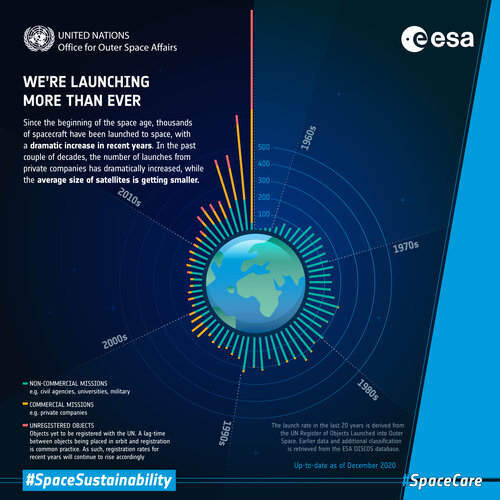 UNITED NATIONS
Office for Outer Space Affairs
esa
WE'RE LAUNCHING
MORE THAN EVER
Since the beginning of the space age, thousands
of spacecraft have been launched to space, with
a dramatic increase in recent years. In the past
couple of decades, the number of launches from
private companies has dramatically increased, while
the average size of satellites is getting smaller.
500
400
300
200
100
1960s
1970s
1980s
1990s
2000s
2010s
NON-COMMERCIAL MISSIONS
e.g. civil agencies, universities, military
COMMERCIAL MISSIONS
e.g. private companies
UNREGISTERED OBJECTS
Objects yet to be registered with the UN. A lag-time
between objects being placed in orbit and registration
is common practice. As such, registration rates for
recent years will continue to rise accordingly
The launch rate in the last 20 years is derived from
the UN Register of Objects Launched into Outer
Space. Earlier data and additional classification
is retrieved from the ESA DISCOS database.
Up-to-date as of December 2020
#SpaceSustainability
#SpaceCare